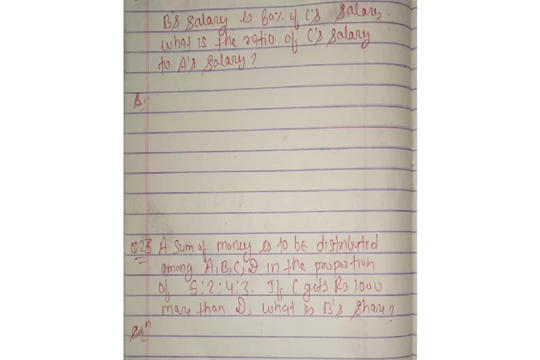 B's salary is 60% of C's salary.
what is the ratio of C's salary
to A's salary?
S:
Q23 A sum of money is to be distributed
among A, B, C, D in the proportion
of 5:2:4:3. If C gets Rs 1000
more than D, what is B's share?
Solⁿ